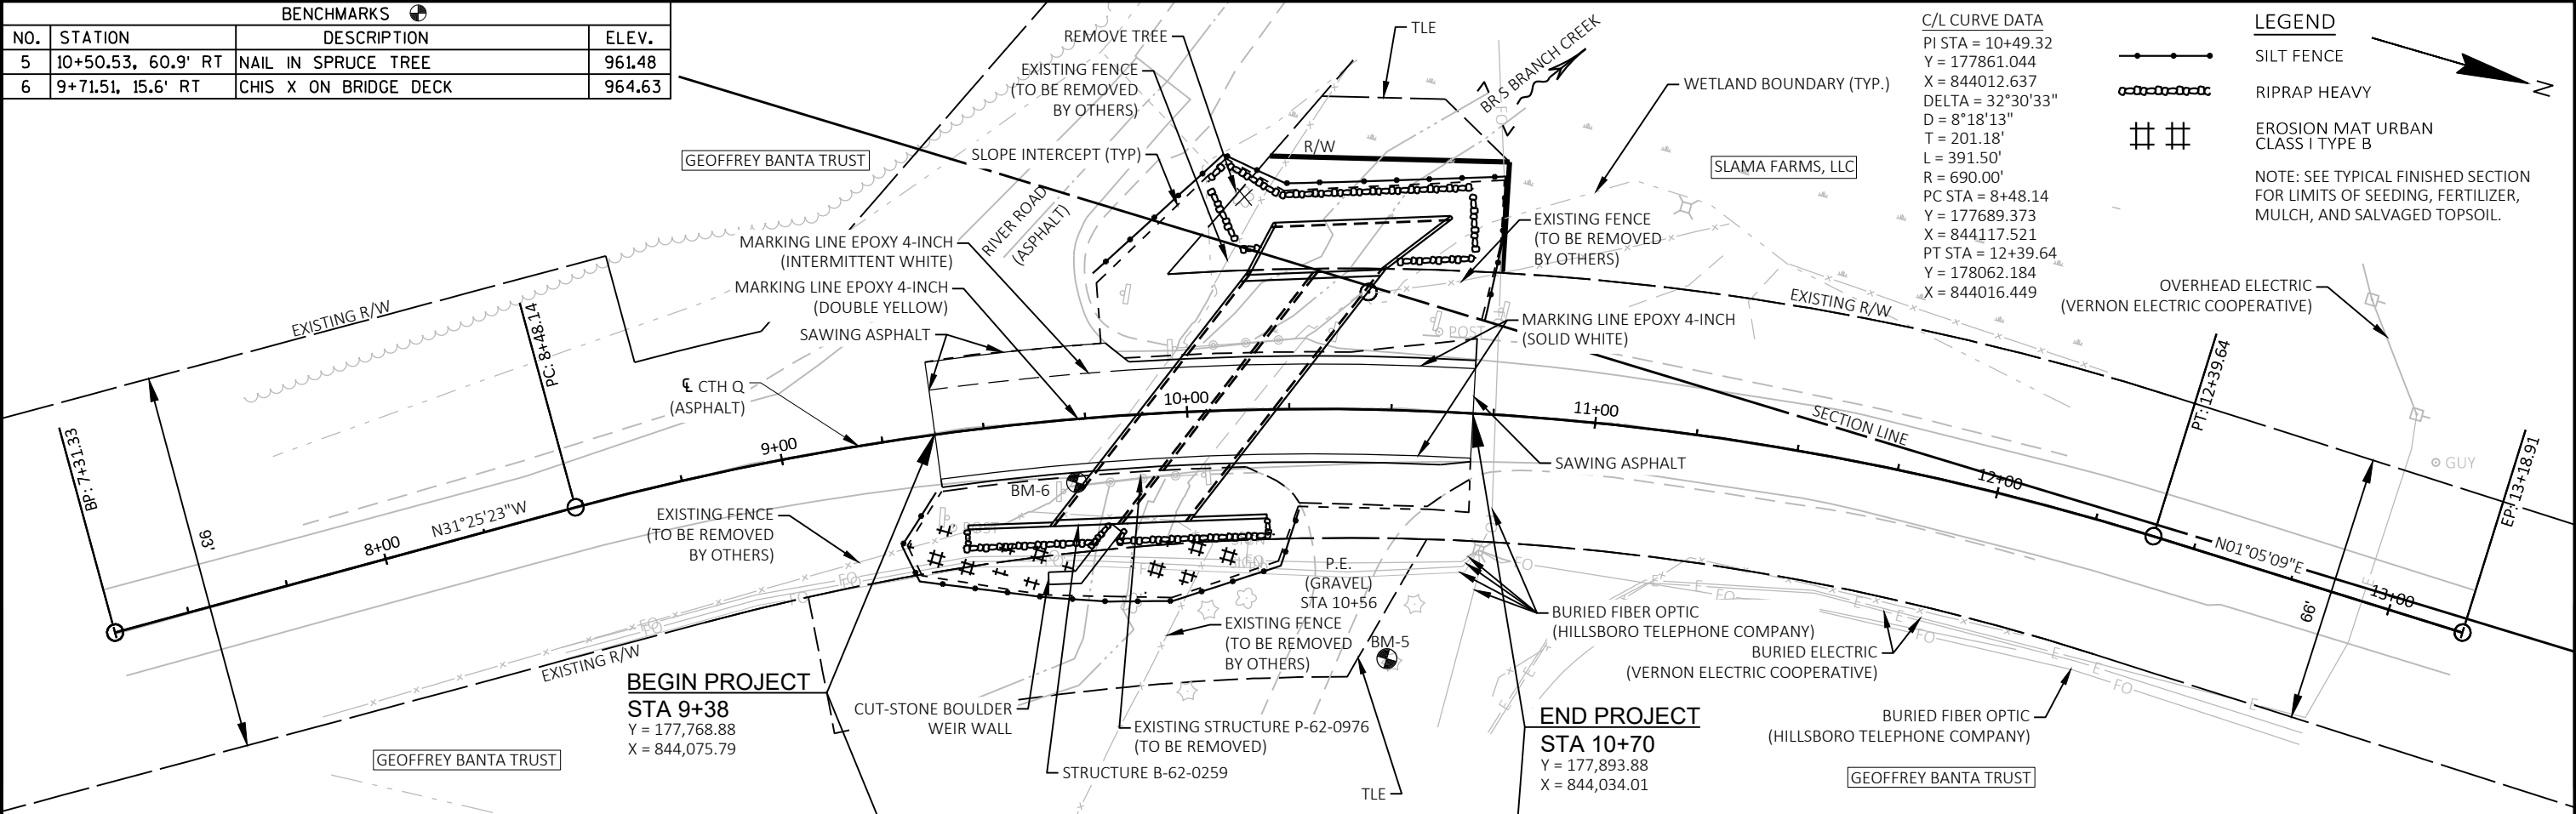 BENCHMARKS
NO. STATION DESCRIPTION ELEV.
5 10+50.53, 60.9' RT NAIL IN SPRUCE TREE 961.48
6 9+71.51, 15.6' RT CHIS X ON BRIDGE DECK 964.63
REMOVE TREE
TLE
EXISTING FENCE
(TO BE REMOVED
BY OTHERS)
BR S BRANCH CREEK
WETLAND BOUNDARY (TYP.)
C/L CURVE DATA
PI STA = 10+49.32
Y = 177861.044
X = 844012.637
DELTA = 32°30'33"
D = 8°18'13"
T = 201.18'
L = 391.50'
R = 690.00'
PC STA = 8+48.14
Y = 177689.373
X = 844117.521
PT STA = 12+39.64
Y = 178062.184
X = 844016.449
LEGEND
SILT FENCE
RIPRAP HEAVY
EROSION MAT URBAN
CLASS I TYPE B
NOTE: SEE TYPICAL FINISHED SECTION
FOR LIMITS OF SEEDING, FERTILIZER,
MULCH, AND SALVAGED TOPSOIL.
N
GEOFFREY BANTA TRUST
SLOPE INTERCEPT (TYP)
R/W
SLAMA FARMS, LLC
RIVER ROAD
(ASPHALT)
EXISTING FENCE
(TO BE REMOVED
BY OTHERS)
MARKING LINE EPOXY 4-INCH
(INTERMITTENT WHITE)
MARKING LINE EPOXY 4-INCH
(DOUBLE YELLOW)
SAWING ASPHALT
EXISTING R/W
PC: 8+48.14
MARKING LINE EPOXY 4-INCH
(SOLID WHITE)
POST
EXISTING R/W
OVERHEAD ELECTRIC
(VERNON ELECTRIC COOPERATIVE)
PT: 12+39.64
℄ CTH Q
(ASPHALT)
10+00
11+00
SECTION LINE
9+00
BP: 7+31.33
93'
N31°25'23"W
8+00
SAWING ASPHALT
12+00
GUY
EP: 13+18.91
BM-6
POST
EXISTING FENCE
(TO BE REMOVED
BY OTHERS)
N01°05'09"E
13+00
66'
P.E.
(GRAVEL)
STA 10+56
FO
FO
FO
FO
FO
E
E
FO
E
E
FO
E
E
E
FO
E
BURIED FIBER OPTIC
(HILLSBORO TELEPHONE COMPANY)
EXISTING FENCE
(TO BE REMOVED
BY OTHERS)
BM-5
BURIED ELECTRIC
(VERNON ELECTRIC COOPERATIVE)
EXISTING R/W
BEGIN PROJECT
STA 9+38
Y = 177,768.88
X = 844,075.79
CUT-STONE BOULDER
WEIR WALL
EXISTING STRUCTURE P-62-0976
(TO BE REMOVED)
STRUCTURE B-62-0259
END PROJECT
STA 10+70
Y = 177,893.88
X = 844,034.01
BURIED FIBER OPTIC
(HILLSBORO TELEPHONE COMPANY)
GEOFFREY BANTA TRUST
GEOFFREY BANTA TRUST
TLE